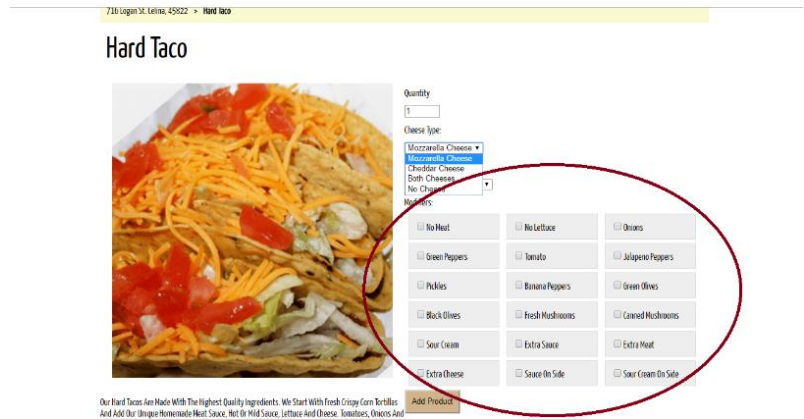 716 Logan St. Celina, 45822 > Hard Taco
Hard Taco
Quantity
1
Cheese Type:
Mozzarella Cheese
Mozzarella Cheese
Cheddar Cheese
Both Cheeses
No Cheese
Modifiers:
No Meat No Lettuce Onions
Green Peppers Tomato Jalapeno Peppers
Pickles Banana Peppers Green Olives
Black Olives Fresh Mushrooms Canned Mushrooms
Sour Cream Extra Sauce Extra Meat
Extra Cheese Sauce On Side Sour Cream On Side
Add Product
Our Hard Tacos Are Made With The Highest Quality Ingredients. We Start With Fresh Crispy Corn Tortillas
And Add Our Unique Homemade Meat Sauce, Hot Or Mild Sauce, Lettuce And Cheese. Tomatoes, Onions And